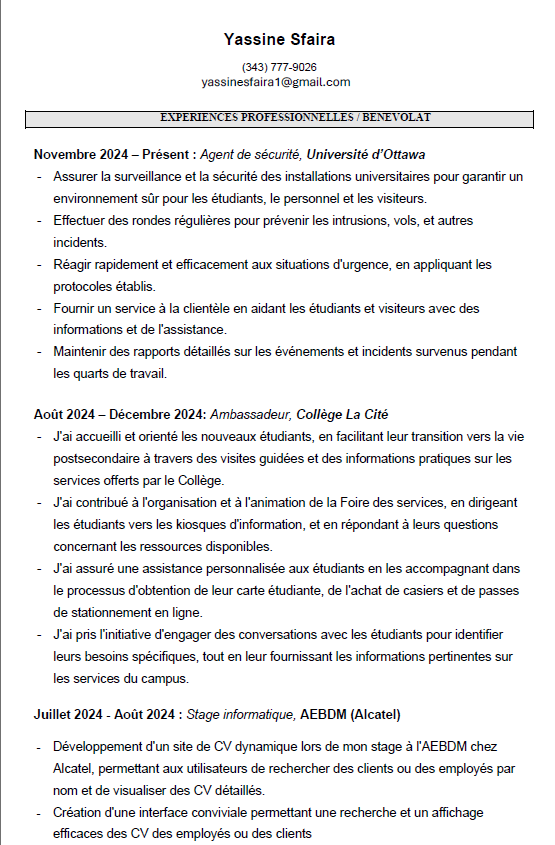 Yassine Sfaira
(343) 777-9026
yassinesfaira1@gmail.com
EXPERIENCES PROFESSIONNELLES / BENEVOLAT
Novembre 2024 – Présent : Agent de sécurité, Université d'Ottawa
- Assurer la surveillance et la sécurité des installations universitaires pour garantir un
environnement sûr pour les étudiants, le personnel et les visiteurs.
- Effectuer des rondes régulières pour prévenir les intrusions, vols, et autres
incidents.
- Réagir rapidement et efficacement aux situations d'urgence, en appliquant les
protocoles établis.
- Fournir un service à la clientèle en aidant les étudiants et visiteurs avec des
informations et de l'assistance.
- Maintenir des rapports détaillés sur les événements et incidents survenus pendant
les quarts de travail.
Août 2024 – Décembre 2024: Ambassadeur, Collège La Cité
- J'ai accueilli et orienté les nouveaux étudiants, en facilitant leur transition vers la vie
postsecondaire à travers des visites guidées et des informations pratiques sur les
services offerts par le Collège.
- J'ai contribué à l'organisation et à l'animation de la Foire des services, en dirigeant
les étudiants vers les kiosques d'information, et en répondant à leurs questions
concernant les ressources disponibles.
- J'ai assuré une assistance personnalisée aux étudiants en les accompagnant dans
le processus d'obtention de leur carte étudiante, de l'achat de casiers et de passes
de stationnement en ligne.
- J'ai pris l'initiative d'engager des conversations avec les étudiants pour identifier
leurs besoins spécifiques, tout en leur fournissant les informations pertinentes sur
les services du campus.
Juillet 2024 - Août 2024 : Stage informatique, AEBDM (Alcatel)
- Développement d'un site de CV dynamique lors de mon stage à l'AEBDM chez
Alcatel, permettant aux utilisateurs de rechercher des clients ou des employés par
nom et de visualiser des CV détaillés.
- Création d'une interface conviviale permettant une recherche et un affichage
efficaces des CV des employés ou des clients